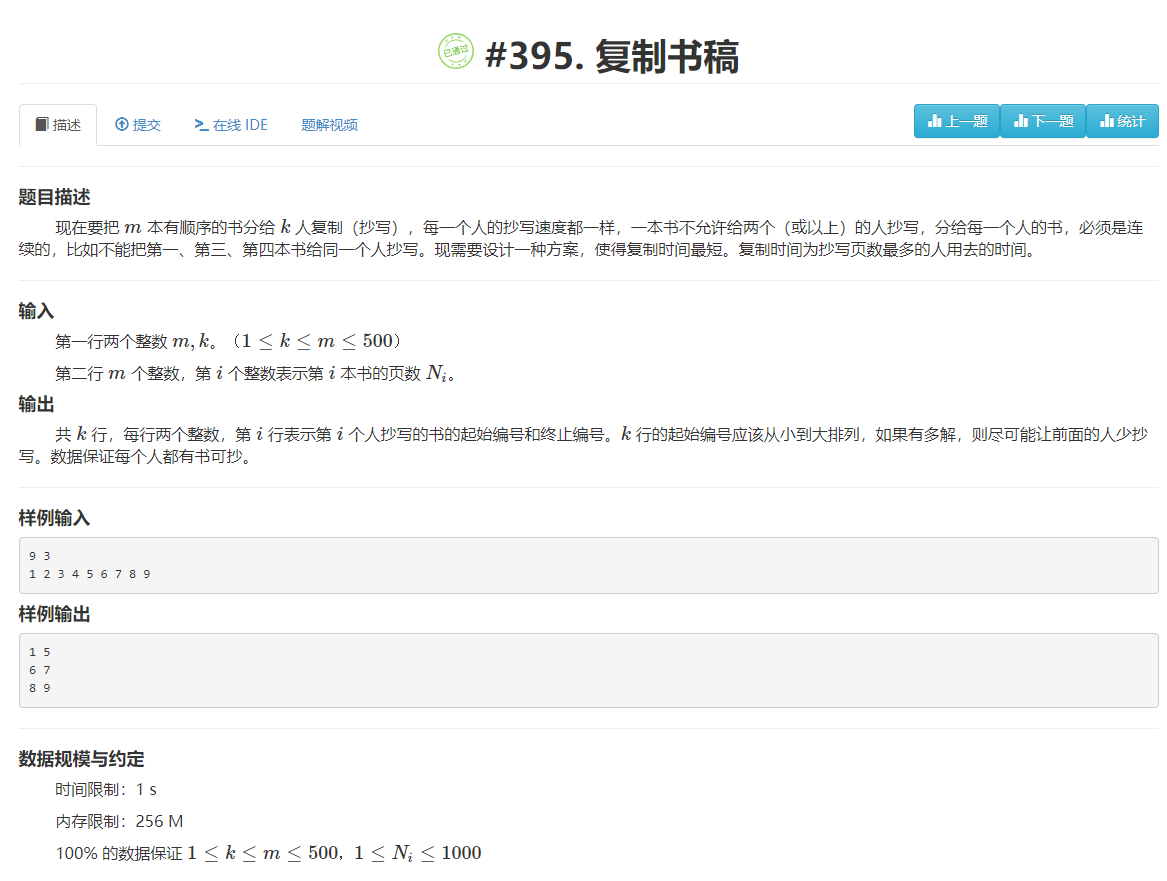 已通过 #395. 复制书稿
描述 提交 >_ 在线 IDE 题解视频 上一题 下一题 统计
题目描述
现在要把 m 本有顺序的书分给 k 人复制（抄写），每一个人的抄写速度都一样，一本书不允许给两个（或以上）的人抄写，分给每一个人的书，必须是连
续的，比如不能把第一、第三、第四本书给同一个人抄写。现需要设计一种方案，使得复制时间最短。复制时间为抄写页数最多的人用去的时间。
输入
第一行两个整数 m, k。（1 ≤ k ≤ m ≤ 500）
第二行 m 个整数，第 i 个整数表示第 i 本书的页数 Nᵢ。
输出
共 k 行，每行两个整数，第 i 行表示第 i 个人抄写的书的起始编号和终止编号。k 行的起始编号应该从小到大排列，如果有多解，则尽可能让前面的人少抄
写。数据保证每个人都有书可抄。
样例输入
9 3
1 2 3 4 5 6 7 8 9
样例输出
1 5
6 7
8 9
数据规模与约定
时间限制：1 s
内存限制：256 M
100% 的数据保证 1 ≤ k ≤ m ≤ 500，1 ≤ Nᵢ ≤ 1000